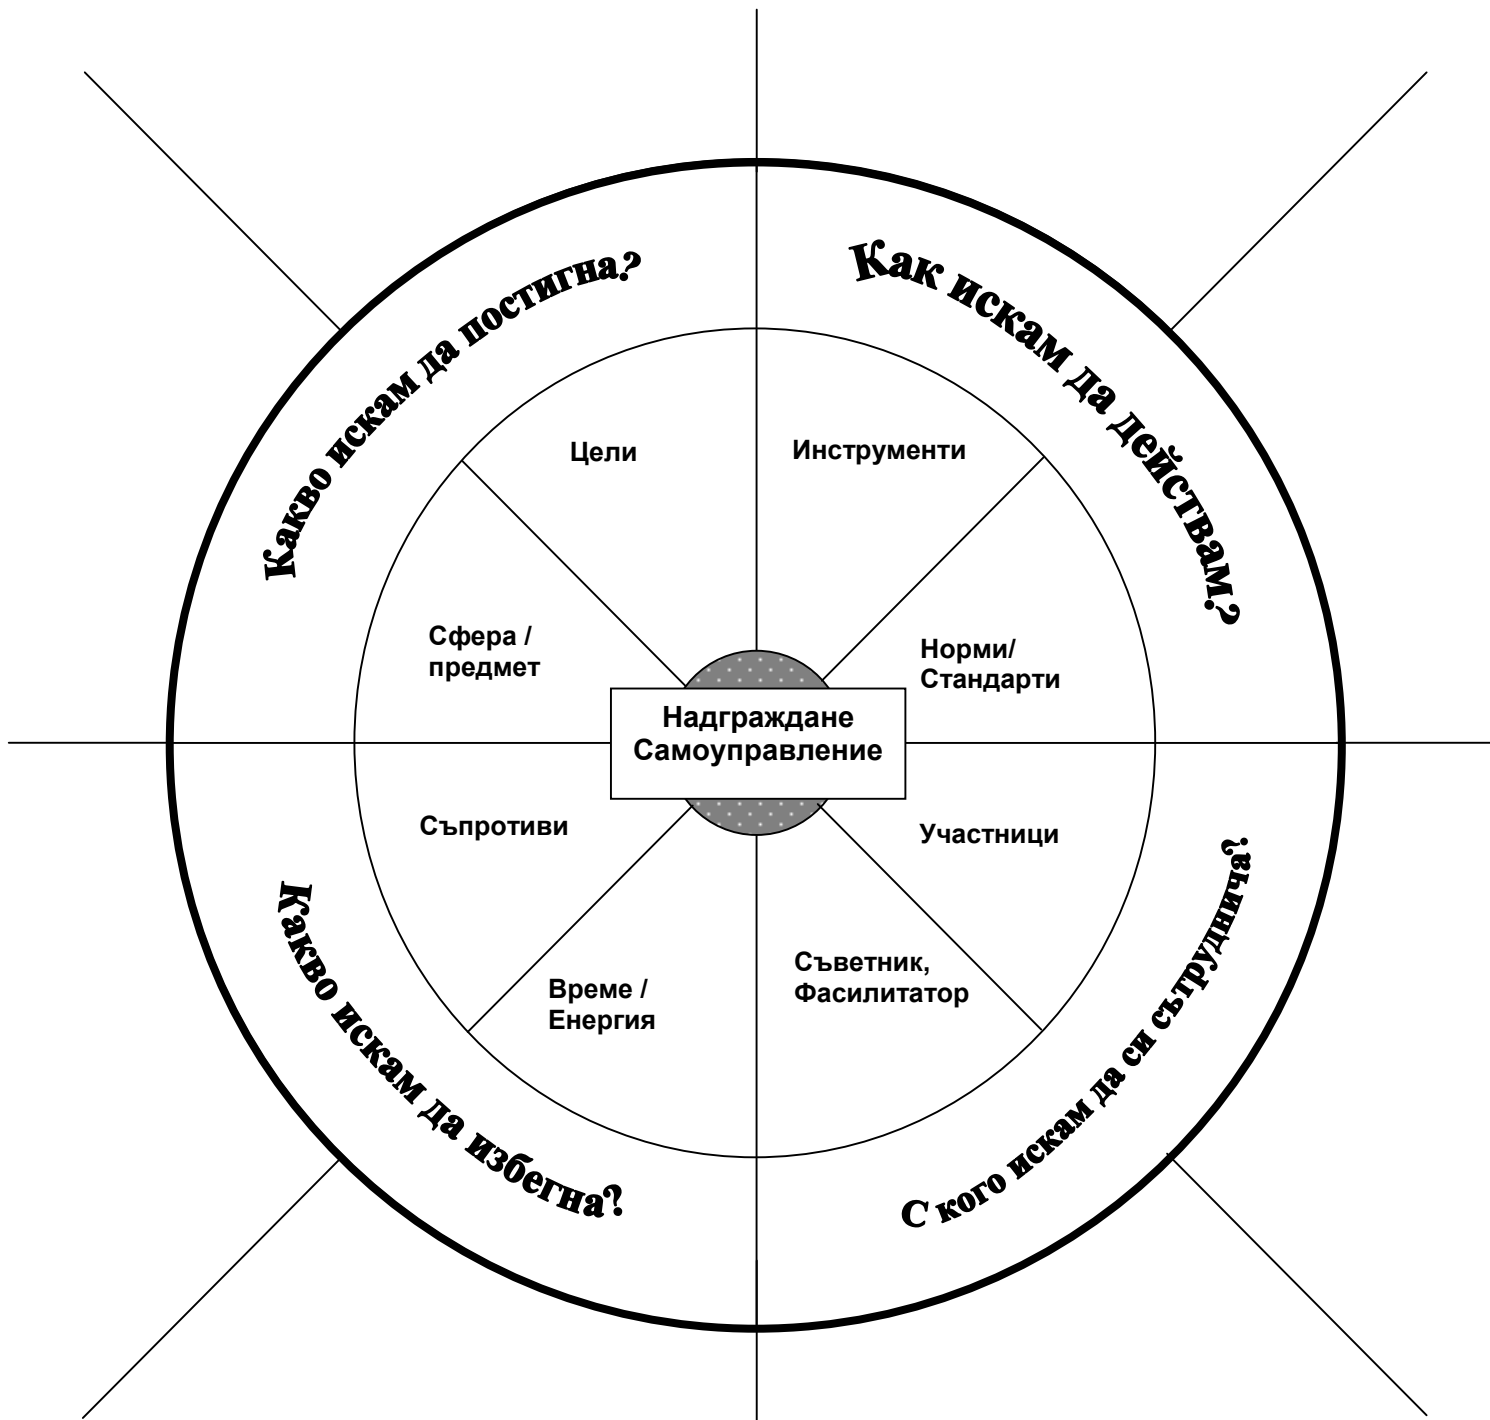 Какво искам да постигна?
Как искам да действам?
Цели
Инструменти
Сфера /
предмет
Норми/
Стандарти
Надграждане
Самоуправление
Съпротиви
Участници
Време /
Енергия
Съветник,
Фасилитатор
Какво искам да избегна?
С кого искам да си сътруднича?